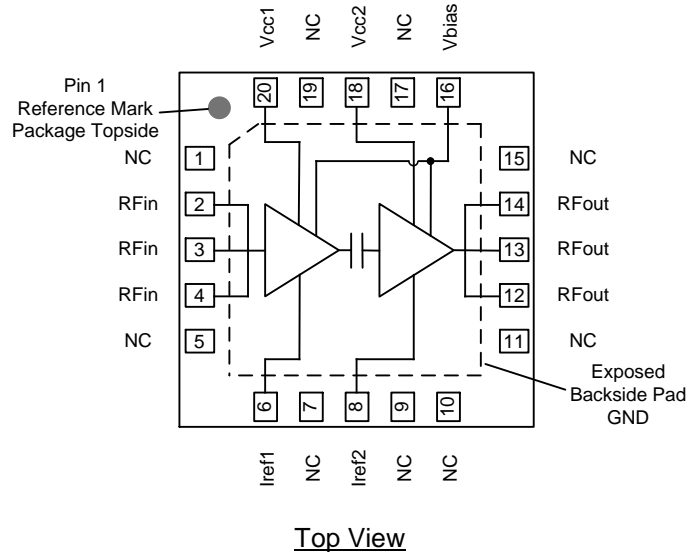 Vcc1
NC
Vcc2
NC
Vbias
Pin 1
Reference Mark
Package Topside
20
19
18
17
16
NC
1
15
NC
RFin
2
14
RFout
RFin
3
13
RFout
RFin
4
12
RFout
NC
5
11
NC
Exposed
Backside Pad
GND
6
7
8
9
10
Iref1
NC
Iref2
NC
NC
Top View